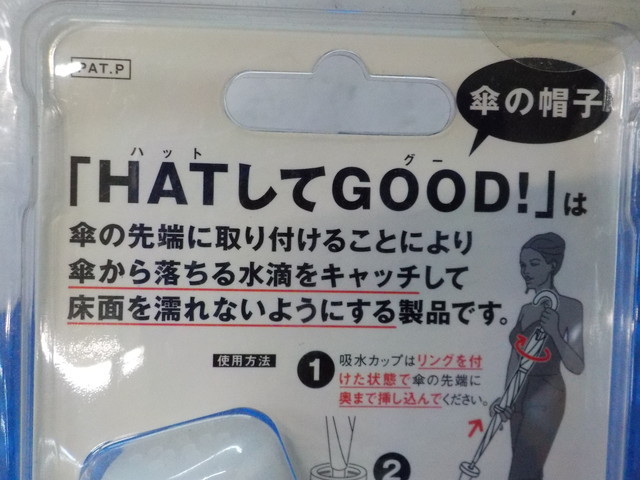 PAT.P
傘の帽子
ハット
グー
「HATしてGOOD!」は
傘の先端に取り付けることにより
傘から落ちる水滴をキャッチして
床面を濡れないようにする製品です。
使用方法
1
吸水カップはリングを付
けた状態で傘の先端に
奥まで挿し込んでください。
2